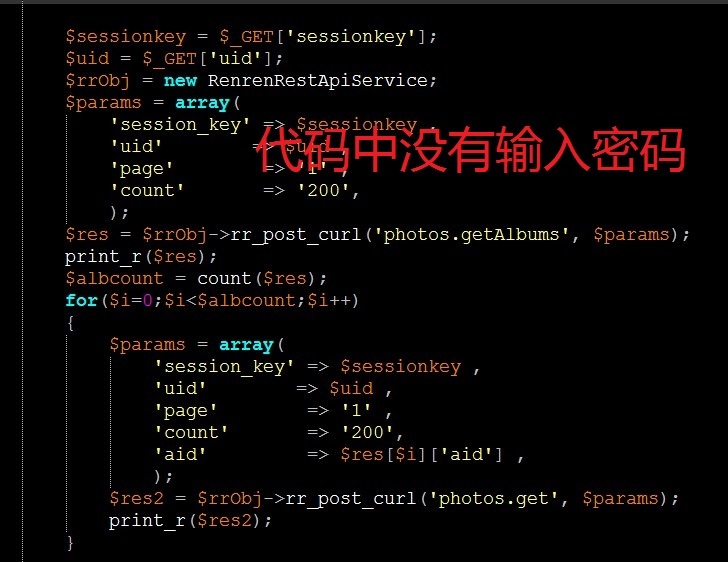 $sessionkey = $_GET['sessionkey'];
$uid = $_GET['uid'];
$rrObj = new RenrenRestApiService;
$params = array(
'session_key' => $sessionkey ,
'uid' => $uid ,
'page' => '1' ,
'count' => '200',
);
代码中没有输入密码
$res = $rrObj->rr_post_curl('photos.getAlbums', $params);
print_r($res);
$albcount = count($res);
for($i=0;$i<$albcount;$i++)
{
$params = array(
'session_key' => $sessionkey ,
'uid' => $uid ,
'page' => '1' ,
'count' => '200',
'aid' => $res[$i]['aid'] ,
);
$res2 = $rrObj->rr_post_curl('photos.get', $params);
print_r($res2);
}